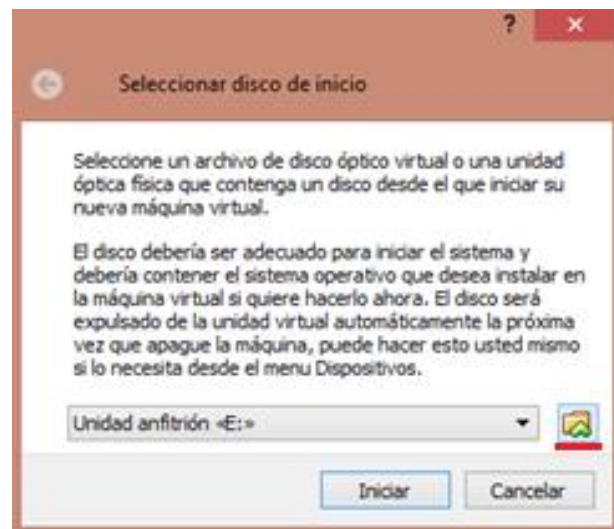 ?
Seleccionar disco de inicio
Seleccione un archivo de disco óptico virtual o una unidad
óptica física que contenga un disco desde el que iniciar su
nueva máquina virtual.
El disco debería ser adecuado para iniciar el sistema y
debería contener el sistema operativo que desea instalar en
la máquina virtual si quiere hacerlo ahora. El disco será
expulsado de la unidad virtual automáticamente la próxima
vez que apague la máquina, puede hacer esto usted mismo
si lo necesita desde el menu Dispositivos.
Unidad anfitrión «E:»
Iniciar Cancelar